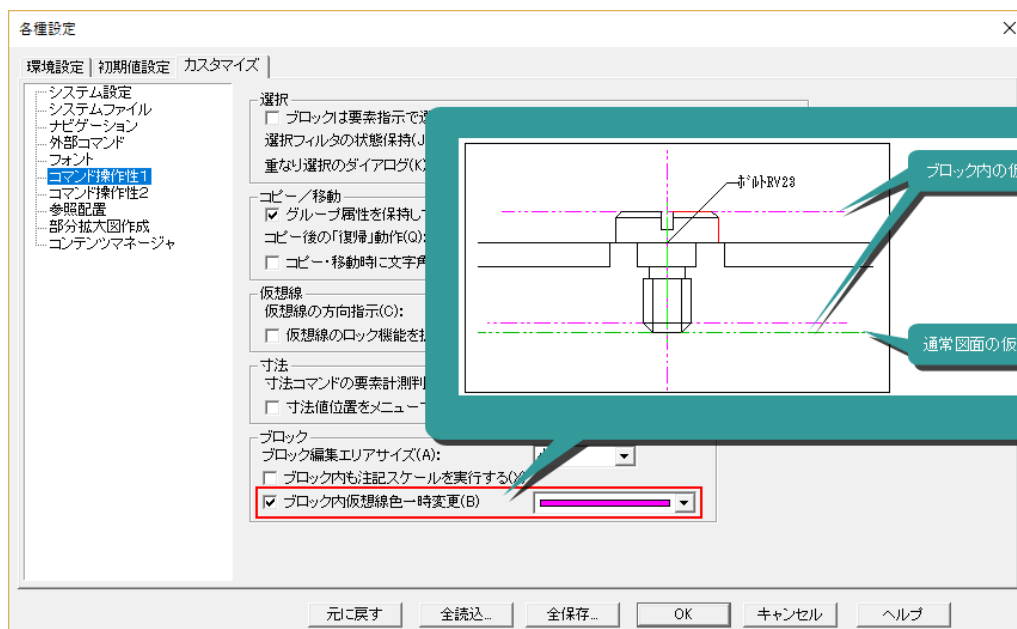 各種設定
環境設定
初期値設定
カスタマイズ
システム設定
システムファイル
ナビゲーション
外部コマンド
フォント
コマンド操作性1
コマンド操作性2
参照配置
部分拡大図作成
コンテンツマネージャ
選択
ブロックは要素指示で
選択フィルタの状態保持(J
重なり選択のダイアログ(K)
コピー/移動
グループ属性を保持して
コピー後の「復帰」動作(Q):
コピー・移動時に文字角
仮想線
仮想線の方向指示(C):
仮想線のロック機能を
寸法
寸法コマンドの要素計測判
寸法値位置をメニューで
ブロック
ブロック編集エリアサイズ(A):
ブロック内も注記スケールを実行する(X)
ブロック内仮想線色一時変更(B)
ボルトRV23
ブロック内の仮
通常図面の仮
元に戻す
全読込...
全保存...
OK
キャンセル
ヘルプ